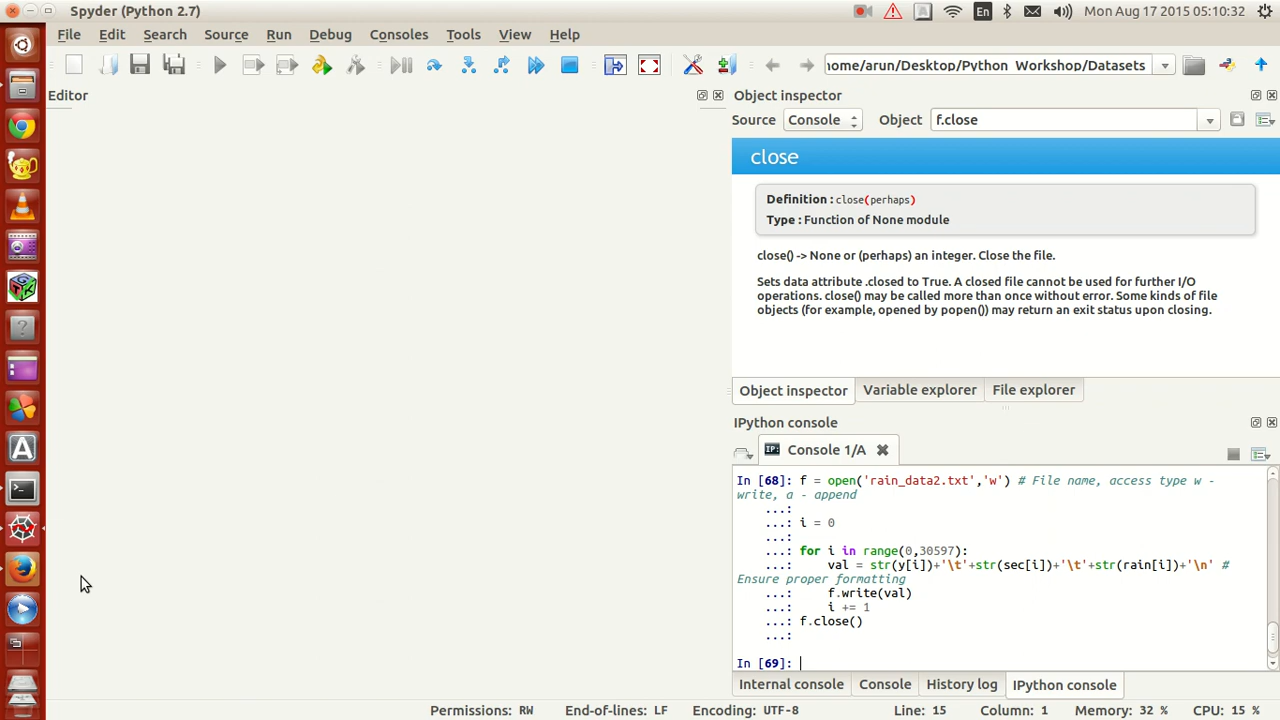 Spyder (Python 2.7)
En
Mon Aug 17 2015 05:10:32
File Edit Search Source Run Debug Consoles Tools View Help
ome/arun/Desktop/Python Workshop/Datasets
Editor
Object inspector
Source Console Object f.close
close
Definition : close(perhaps)
Type : Function of None module
close() -> None or (perhaps) an integer. Close the file.
Sets data attribute .closed to True. A closed file cannot be used for further I/O
operations. close() may be called more than once without error. Some kinds of file
objects (for example, opened by popen()) may return an exit status upon closing.
Object inspector Variable explorer File explorer
IPython console
IP: Console 1/A
In [68]: f = open('rain_data2.txt','w') # File name, access type w -
write, a - append
...:
...: i = 0
...:
...: for i in range(0,30597):
...: val = str(y[i])+'\t'+str(sec[i])+'\t'+str(rain[i])+'\n' #
Ensure proper formatting
...: f.write(val)
...: i += 1
...: f.close()
...:
In [69]:
Internal console Console History log IPython console
Permissions: RW End-of-lines: LF Encoding: UTF-8 Line: 15 Column: 1 Memory: 32 % CPU: 15 %